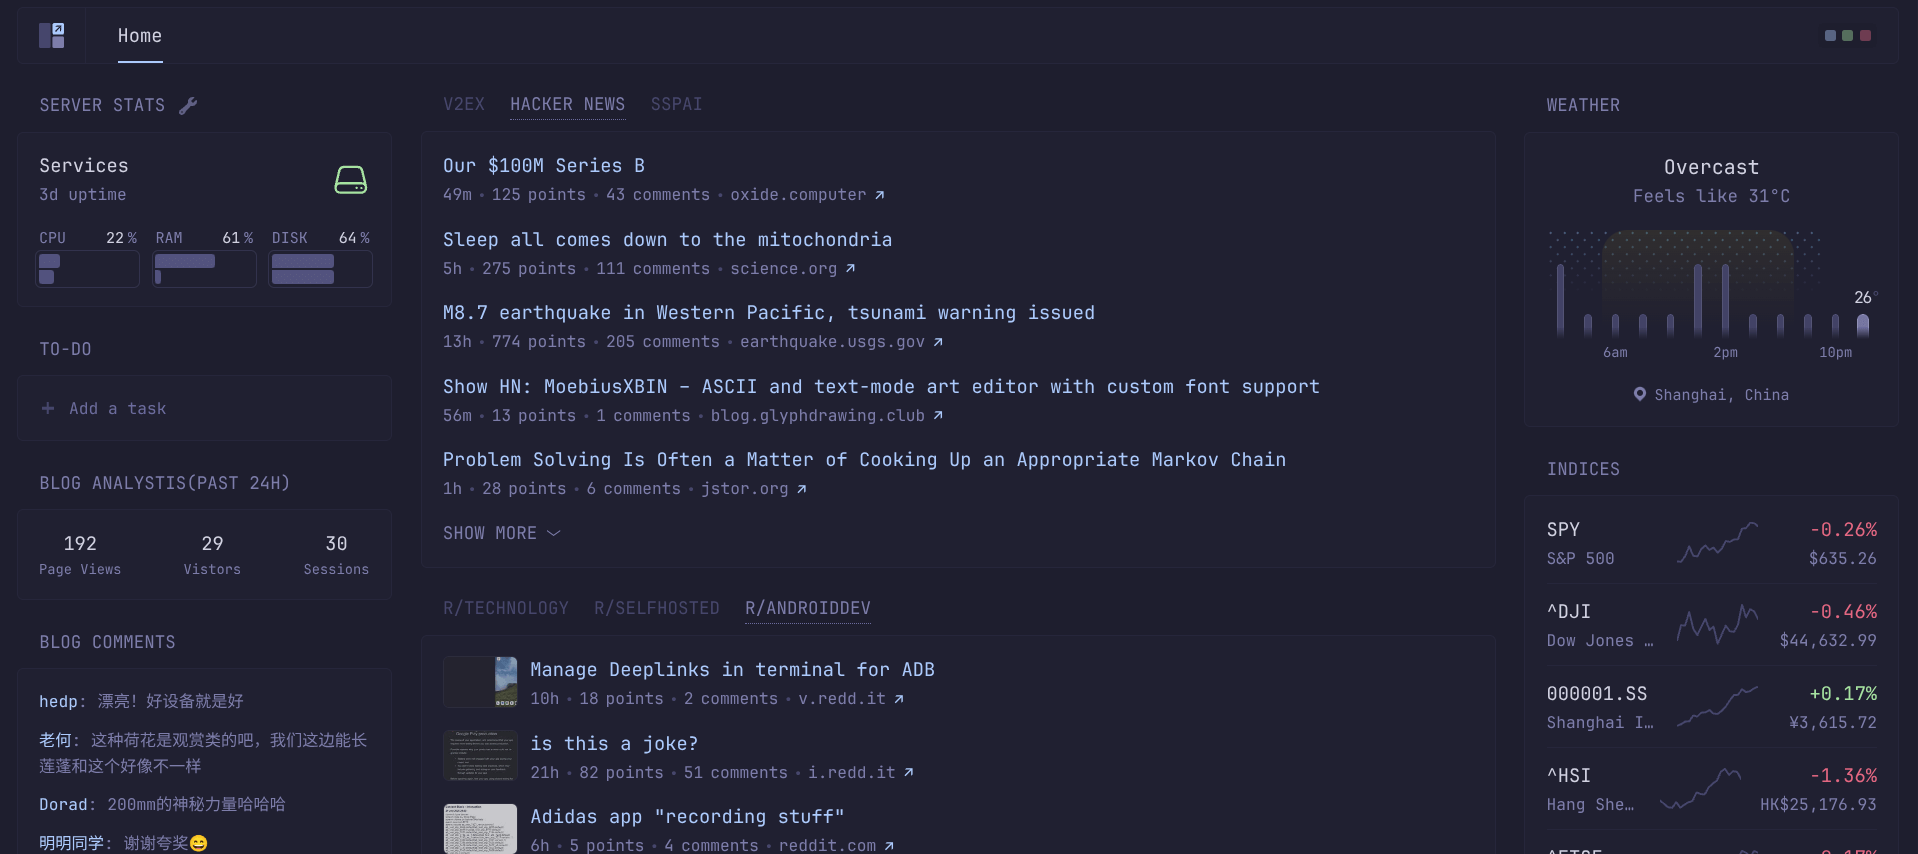 Home
SERVER STATS
Services
3d uptime
CPU 22% RAM 61% DISK 64%
TO-DO
Add a task
BLOG ANALYSTIS(PAST 24H)
192 29 30
Page Views Vistors Sessions
BLOG COMMENTS
hedp: 漂亮！好设备就是好
老何: 这种荷花是观赏类的吧，我们这边能长
莲蓬和这个好像不一样
Dorad: 200mm的神秘力量哈哈哈
明明同学: 谢谢夸奖😄
V2EX HACKER NEWS SSPAI
Our $100M Series B
49m • 125 points • 43 comments • oxide.computer ↗
Sleep all comes down to the mitochondria
5h • 275 points • 111 comments • science.org ↗
M8.7 earthquake in Western Pacific, tsunami warning issued
13h • 774 points • 205 comments • earthquake.usgs.gov ↗
Show HN: MoebiusXBIN – ASCII and text-mode art editor with custom font support
56m • 13 points • 1 comments • blog.glyphdrawing.club ↗
Problem Solving Is Often a Matter of Cooking Up an Appropriate Markov Chain
1h • 28 points • 6 comments • jstor.org ↗
SHOW MORE
R/TECHNOLOGY R/SELFHOSTED R/ANDROIDDEV
Manage Deeplinks in terminal for ADB
10h • 18 points • 2 comments • v.redd.it ↗
is this a joke?
21h • 82 points • 51 comments • i.redd.it ↗
Adidas app "recording stuff"
6h • 5 points • 4 comments • reddit.com ↗
WEATHER
Overcast
Feels like 31°C
26°
6am 2pm 10pm
Shanghai, China
INDICES
SPY -0.26%
S&P 500 $635.26
^DJI -0.46%
Dow Jones … $44,632.99
000001.SS +0.17%
Shanghai I… ¥3,615.72
^HSI -1.36%
Hang She… HK$25,176.93